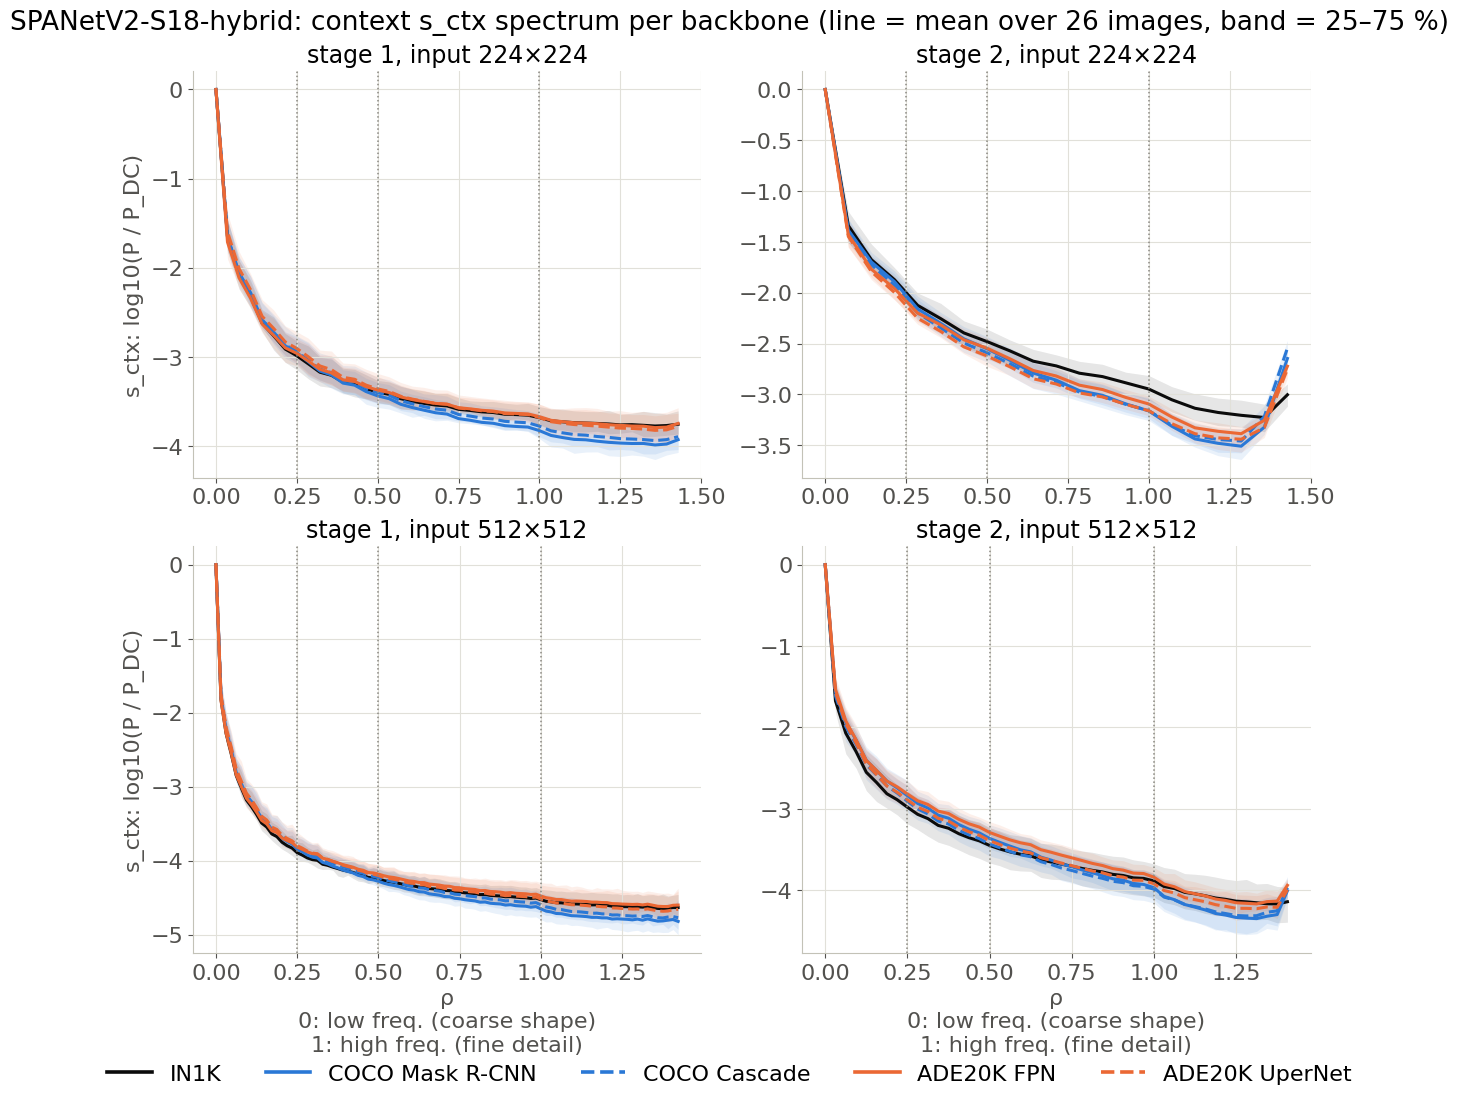 SPANetV2-S18-hybrid: context s_ctx spectrum per backbone (line = mean over 26 images, band = 25–75 %)
stage 1, input 224×224
s_ctx: log10(P / P_DC)
0
−1
−2
−3
−4
0.00 0.25 0.50 0.75 1.00 1.25 1.50
stage 2, input 224×224
0.0
−0.5
−1.0
−1.5
−2.0
−2.5
−3.0
−3.5
0.00 0.25 0.50 0.75 1.00 1.25 1.50
stage 1, input 512×512
s_ctx: log10(P / P_DC)
0
−1
−2
−3
−4
−5
0.00 0.25 0.50 0.75 1.00 1.25
ρ
0: low freq. (coarse shape)
1: high freq. (fine detail)
stage 2, input 512×512
0
−1
−2
−3
−4
0.00 0.25 0.50 0.75 1.00 1.25
ρ
0: low freq. (coarse shape)
1: high freq. (fine detail)
IN1K COCO Mask R-CNN COCO Cascade ADE20K FPN ADE20K UperNet